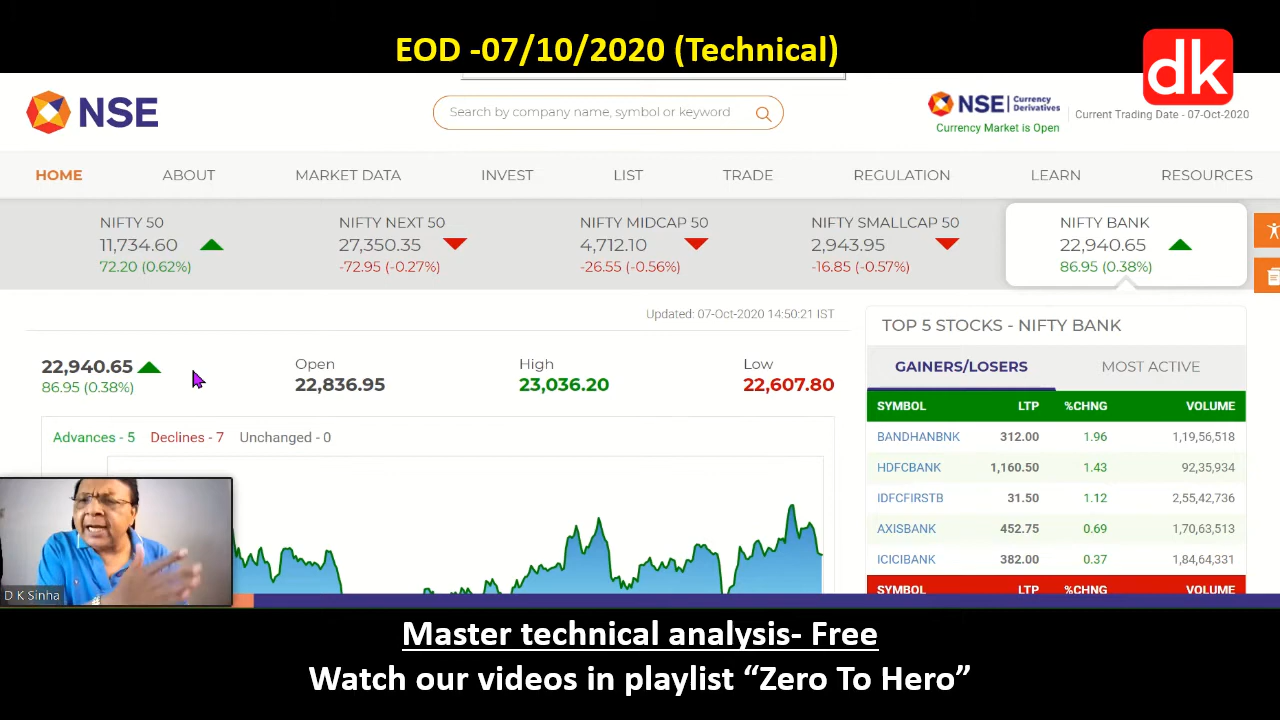 EOD -07/10/2020 (Technical)
dk
NSE
Search by company name, symbol or keyword
NSE
Currency
Derivatives
Currency Market is Open
Current Trading Date - 07-Oct-2020
HOME ABOUT MARKET DATA INVEST LIST TRADE REGULATION LEARN RESOURCES
NIFTY 50 NIFTY NEXT 50 NIFTY MIDCAP 50 NIFTY SMALLCAP 50 NIFTY BANK
11,734.60 27,350.35 4,712.10 2,943.95 22,940.65
72.20 (0.62%) -72.95 (-0.27%) -26.55 (-0.56%) -16.85 (-0.57%) 86.95 (0.38%)
Updated: 07-Oct-2020 14:50:21 IST
22,940.65 Open High Low
86.95 (0.38%) 22,836.95 23,036.20 22,607.80
Advances - 5 Declines - 7 Unchanged - 0
TOP 5 STOCKS - NIFTY BANK
GAINERS/LOSERS MOST ACTIVE
SYMBOL LTP %CHNG VOLUME
BANDHANBNK 312.00 1.96 1,19,56,518
HDFCBANK 1,160.50 1.43 92,35,934
IDFCFIRSTB 31.50 1.12 2,55,42,736
AXISBANK 452.75 0.69 1,70,63,513
ICICIBANK 382.00 0.37 1,84,64,331
SYMBOL LTP %CHNG VOLUME
D K Sinha
Master technical analysis- Free
Watch our videos in playlist “Zero To Hero”